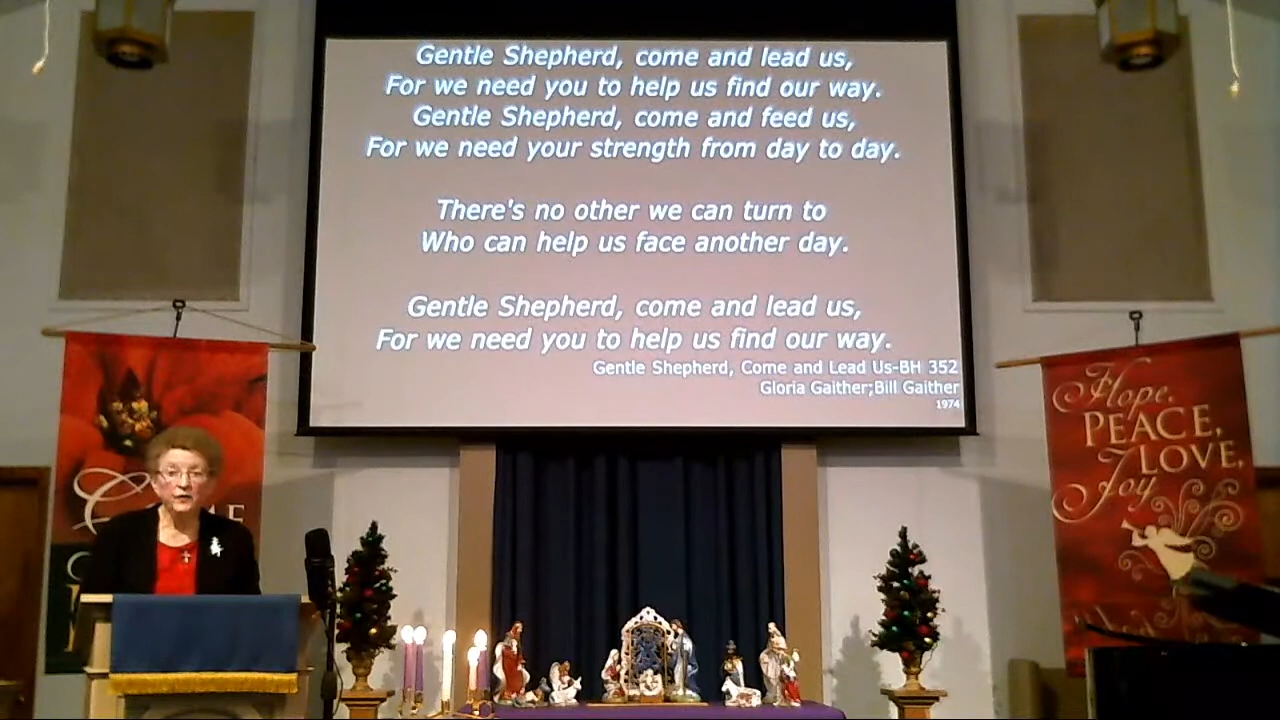 Gentle Shepherd, come and lead us,
For we need you to help us find our way.
Gentle Shepherd, come and feed us,
For we need your strength from day to day.
There's no other we can turn to
Who can help us face another day.
Gentle Shepherd, come and lead us,
For we need you to help us find our way.
Gentle Shepherd, Come and Lead Us-BH 352
Gloria Gaither;Bill Gaither
1974
Hope,
PEACE,
LOVE,
Joy